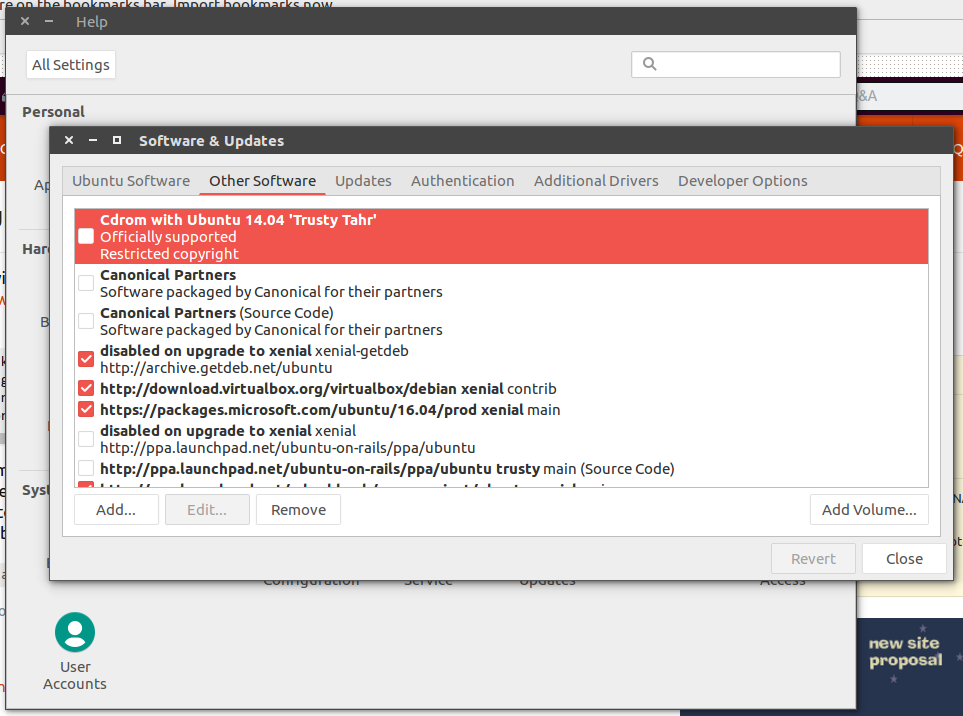 re on the bookmarks bar. Import bookmarks now
Help
All Settings
&A
Personal
Software & Updates
Ubuntu Software Other Software Updates Authentication Additional Drivers Developer Options
Ap
Cdrom with Ubuntu 14.04 'Trusty Tahr'
Officially supported
Restricted copyright
Har
Canonical Partners
Software packaged by Canonical for their partners
Canonical Partners (Source Code)
B
Software packaged by Canonical for their partners
disabled on upgrade to xenial xenial-getdeb
http://archive.getdeb.net/ubuntu
http://download.virtualbox.org/virtualbox/debian xenial contrib
https://packages.microsoft.com/ubuntu/16.04/prod xenial main
disabled on upgrade to xenial xenial
http://ppa.launchpad.net/ubuntu-on-rails/ppa/ubuntu
http://ppa.launchpad.net/ubuntu-on-rails/ppa/ubuntu trusty main (Source Code)
Syst
Add... Edit... Remove Add Volume...
Revert Close
Configuration Service Updates Access
new site
proposal
User
Accounts